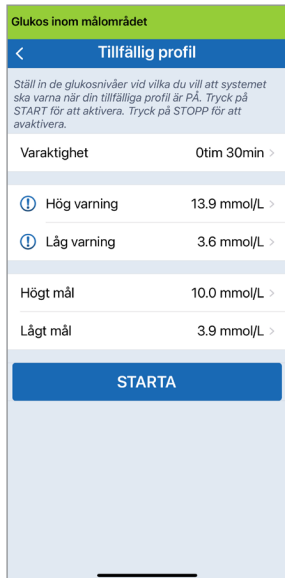 Glukos inom målområdet
Tillfällig profil
Ställ in de glukosnivåer vid vilka du vill att systemet
ska varna när din tillfälliga profil är PÅ. Tryck på
START för att aktivera. Tryck på STOPP för att
avaktivera.
Varaktighet 0tim 30min
Hög varning 13.9 mmol/L
Låg varning 3.6 mmol/L
Högt mål 10.0 mmol/L
Lågt mål 3.9 mmol/L
STARTA